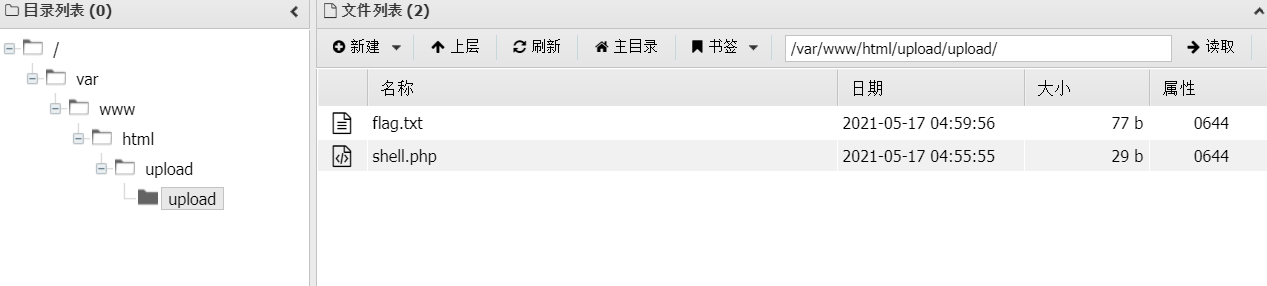 目录列表 (0)
/
var
www
html
upload
upload
文件列表 (2)
新建 上层 刷新 主目录 书签 /var/www/html/upload/upload/ 读取
名称 日期 大小 属性
flag.txt 2021-05-17 04:59:56 77 b 0644
shell.php 2021-05-17 04:55:55 29 b 0644